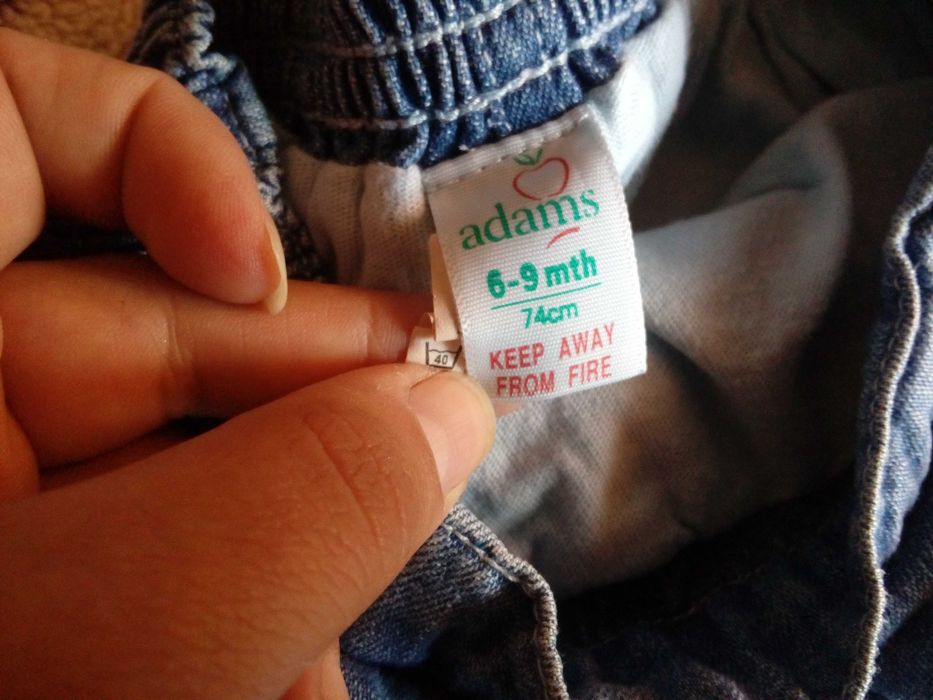 adams
6-9 mth
74cm
KEEP AWAY
FROM FIRE
40